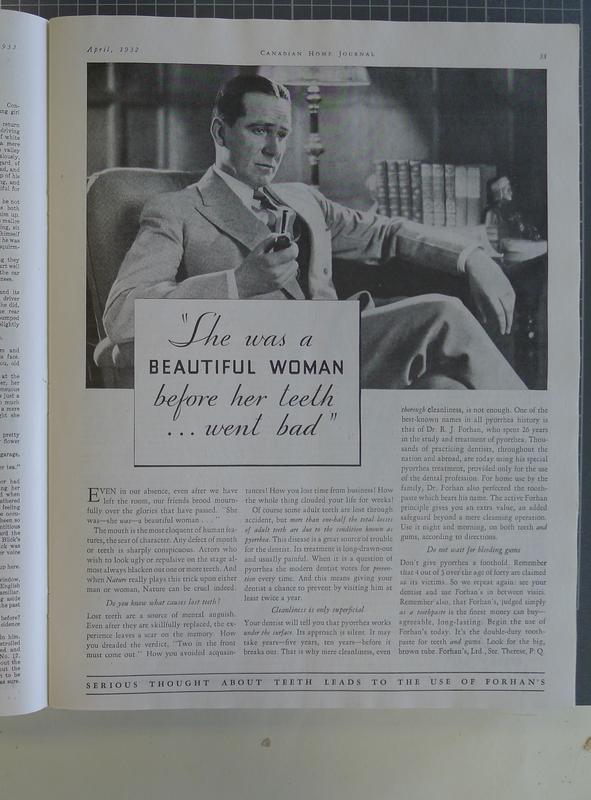 April, 1932
CANADIAN HOME JOURNAL
33
"She was a
BEAUTIFUL WOMAN
before her teeth
... went bad"
EVEN in our absence, even after we have
left the room, our friends brood mourn-
fully over the glories that have passed. "She
was—she was—a beautiful woman . . ."
The mouth is the most eloquent of human fea-
tures, the seat of character. Any defect of mouth
or teeth is sharply conspicuous. Actors who
wish to look ugly or repulsive on the stage al-
most always blacken out one or more teeth. And
when Nature really plays this trick upon either
man or woman, Nature can be cruel indeed.
Do you know what causes lost teeth?
Lost teeth are a source of mental anguish.
Even after they are skilfully replaced, the ex-
perience leaves a scar on the memory. How
you dreaded the verdict, "Two in the front
must come out." How you avoided acquain-
tances! How you lost time from business! How
the whole thing clouded your life for weeks!
Of course some adult teeth are lost through
accident, but more than one-half the total losses
of adult teeth are due to the condition known as
pyorrhea. This disease is a great source of trouble
for the dentist. Its treatment is long-drawn-out
and usually painful. When it is a question of
pyorrhea the modern dentist votes for preven-
tion every time. And this means giving your
dentist a chance to prevent by visiting him at
least twice a year.
Cleanliness is only superficial
Your dentist will tell you that pyorrhea works
under the surface. Its approach is silent. It may
take years—five years, ten years—before it
breaks out. That is why mere cleanliness, even
thorough cleanliness, is not enough. One of the
best-known names in all pyorrhea history is
that of Dr. R. J. Forhan, who spent 26 years
in the study and treatment of pyorrhea. Thou-
sands of practicing dentists, throughout the
nation and abroad, are today using his special
pyorrhea treatment, provided only for the use
of the dental profession. For home use by the
family, Dr. Forhan also perfected the tooth-
paste which bears his name. The active Forhan
principle gives you an extra value, an added
safeguard beyond a mere cleansing operation.
Use it night and morning, on both teeth and
gums, according to directions.
Do not wait for bleeding gums
Don't give pyorrhea a foothold. Remember
that 4 out of 5 over the age of forty are claimed
as its victims. So we repeat again: see your
dentist and use Forhan's in between visits.
Remember also, that Forhan's, judged simply
as a toothpaste is the finest money can buy—
agreeable, long-lasting. Begin the use of
Forhan's today. It's the double-duty tooth-
paste for teeth and gums. Look for the big,
brown tube. Forhan's, Ltd., Ste. Therese, P. Q.
SERIOUS THOUGHT ABOUT TEETH LEADS TO THE USE OF FORHAN'S